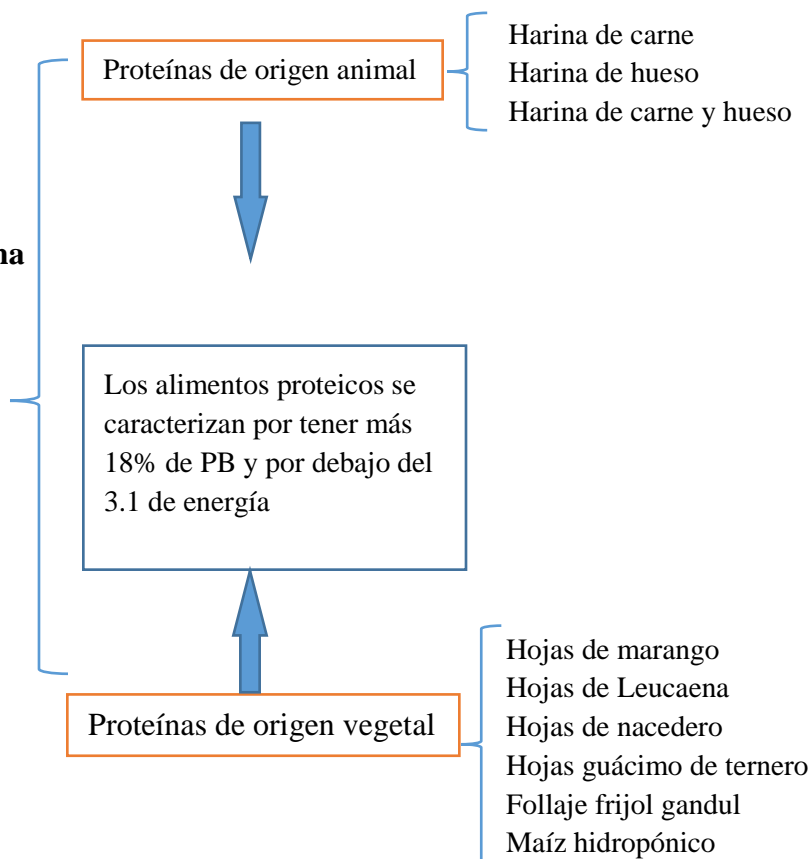 Proteínas de origen animal
Harina de carne
Harina de hueso
Harina de carne y hueso
Los alimentos proteicos se
caracterizan por tener más
18% de PB y por debajo del
3.1 de energía
Proteínas de origen vegetal
Hojas de marango
Hojas de Leucaena
Hojas de nacedero
Hojas guácimo de ternero
Follaje frijol gandul
Maíz hidropónico